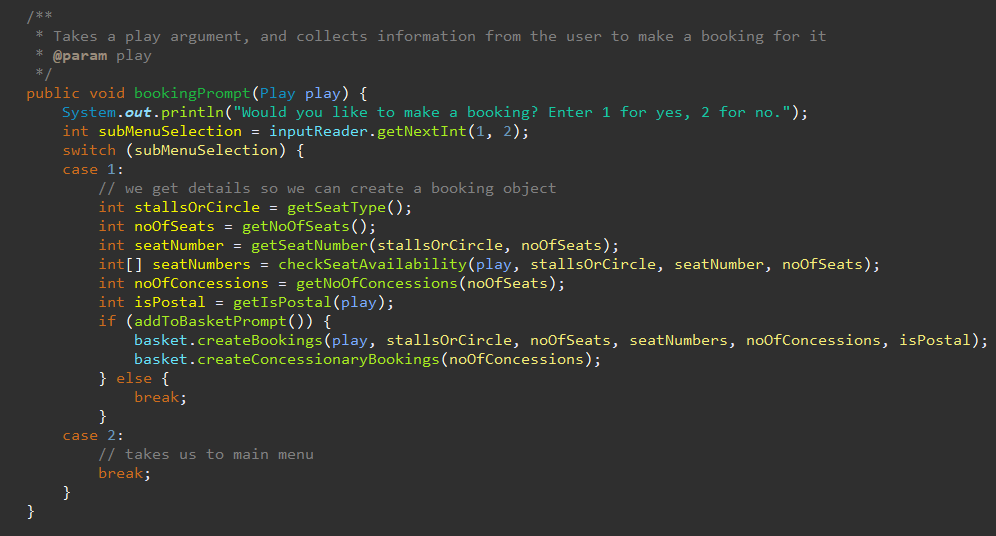 /**
 * Takes a play argument, and collects information from the user to make a booking for it
 * @param play
 */
public void bookingPrompt(Play play) {
    System.out.println("Would you like to make a booking? Enter 1 for yes, 2 for no.");
    int subMenuSelection = inputReader.getNextInt(1, 2);
    switch (subMenuSelection) {
    case 1:
        // we get details so we can create a booking object
        int stallsOrCircle = getSeatType();
        int noOfSeats = getNoOfSeats();
        int seatNumber = getSeatNumber(stallsOrCircle, noOfSeats);
        int[] seatNumbers = checkSeatAvailability(play, stallsOrCircle, seatNumber, noOfSeats);
        int noOfConcessions = getNoOfConcessions(noOfSeats);
        int isPostal = getIsPostal(play);
        if (addToBasketPrompt()) {
            basket.createBookings(play, stallsOrCircle, noOfSeats, seatNumbers, noOfConcessions, isPostal);
            basket.createConcessionaryBookings(noOfConcessions);
        } else {
            break;
        }
    case 2:
        // takes us to main menu
        break;
    }
}